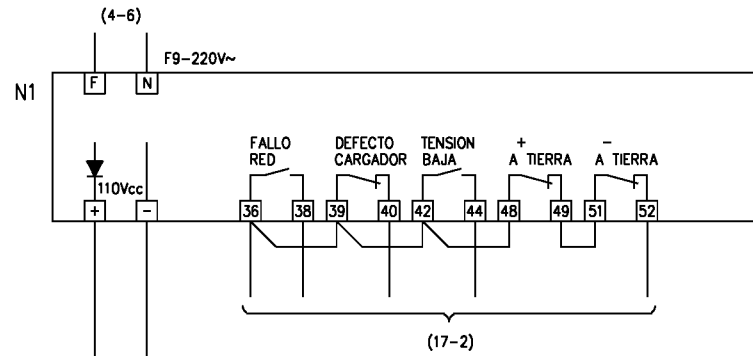 (4-6)
F9-220V~
N1
F N
FALLO RED
DEFECTO CARGADOR
TENSION BAJA
+ A TIERRA
- A TIERRA
110Vcc
+ - 36 38 39 40 42 44 48 49 51 52
(17-2)